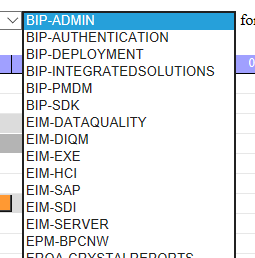 BIP-ADMIN
for
BIP-AUTHENTICATION
BIP-DEPLOYMENT
BIP-INTEGRATEDSOLUTIONS
BIP-PMDM
BIP-SDK
EIM-DATAQUALITY
EIM-DIQM
EIM-EXE
EIM-HCI
EIM-SAP
EIM-SDI
EIM-SERVER
EPM-BPCNW